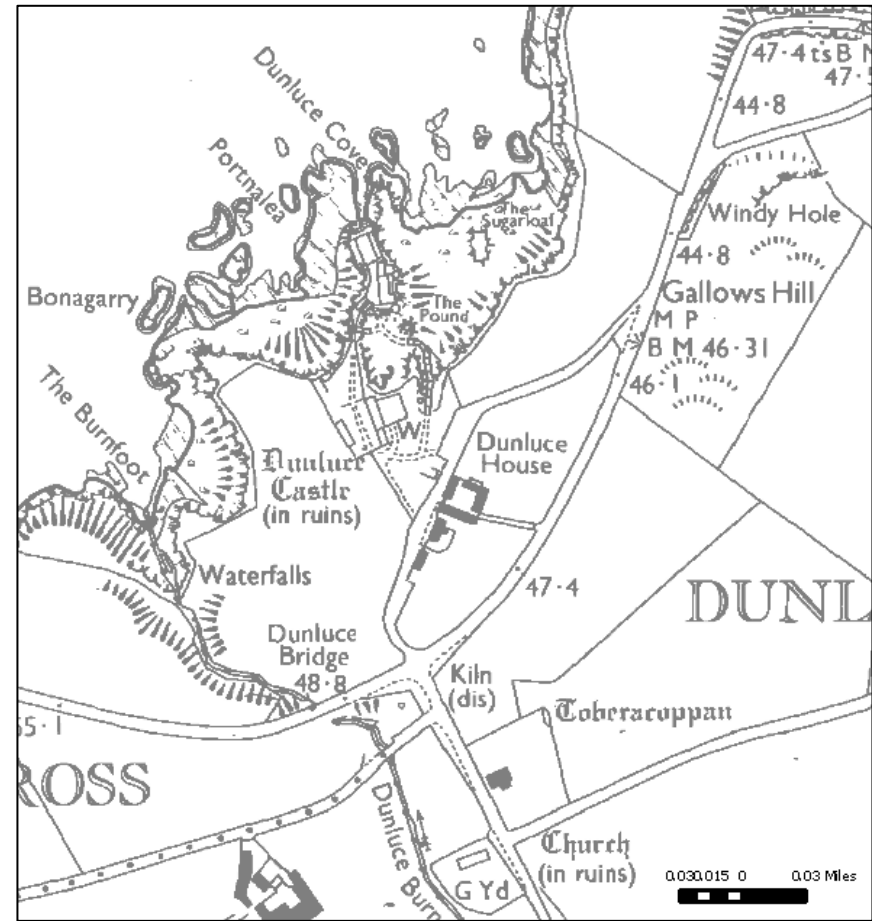 47·4 ts B M
47·5
44·8
Dunluce Cove
Portnalea
The
Sugarloaf
Windy Hole
44·8
Bonagarry
The
Pound
Gallows Hill
M P
B M 46·31
46·1
The Burnfoot
W
Dunluce
House
Dunluce
Castle
(in ruins)
Waterfalls
47·4
DUNL
Dunluce
Bridge
48·8
Kiln
(dis)
Toberacoppan
55·1
ROSS
Dunluce Burn
Church
(in ruins)
G Yd
0.03 0.015 0 0.03 Miles